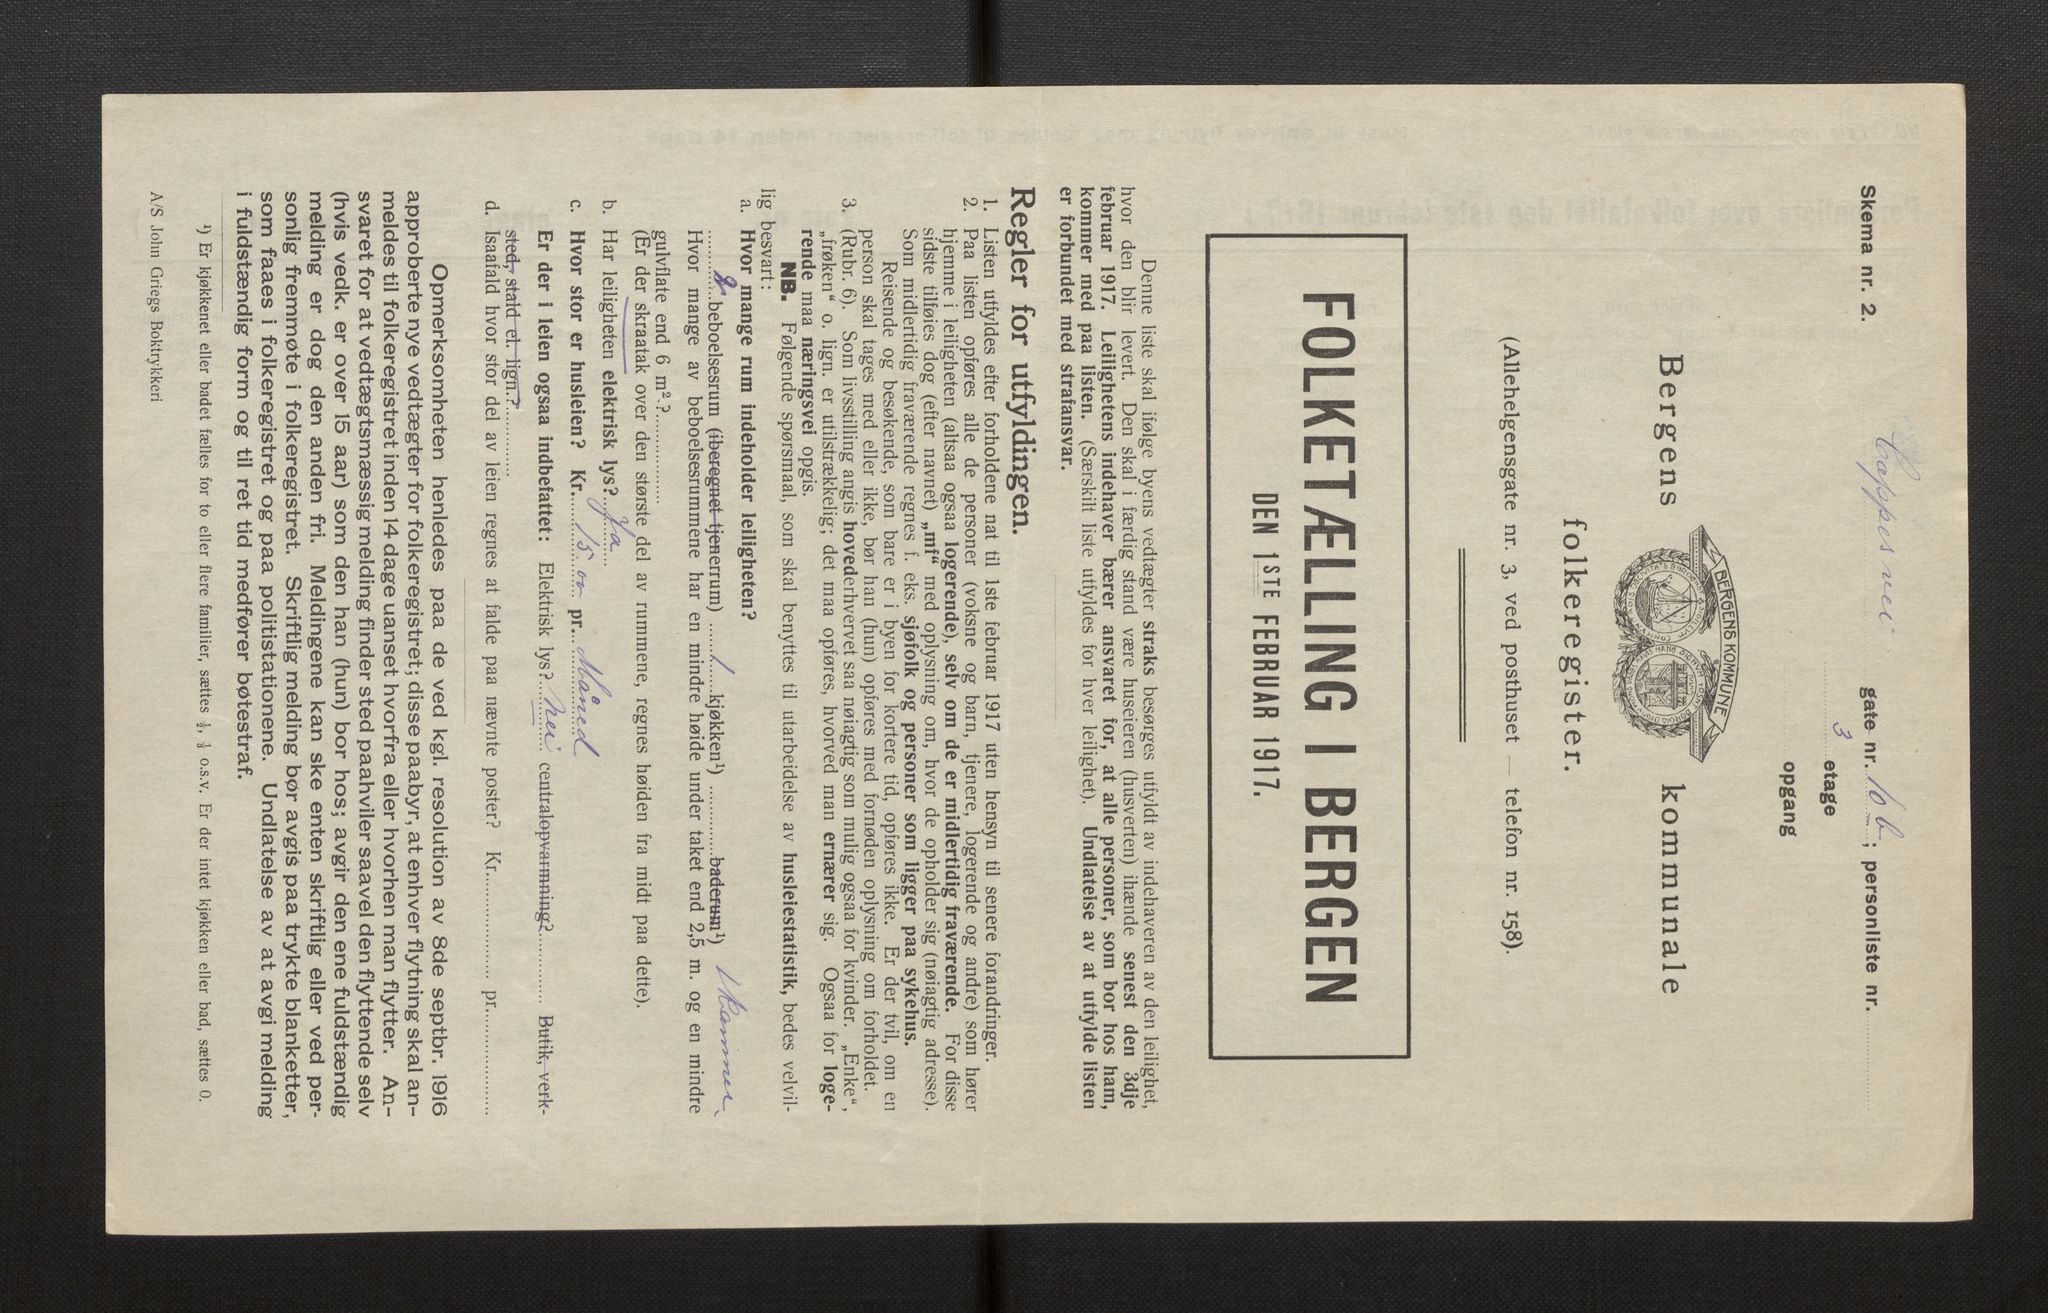 Skema nr. 2.
Cappesvei gate nr. 10 b ; personliste nr.
3 etage
opgang
BERGENS KOMMUNE
Bergens kommunale
folkeregister.
(Allehelgensgate nr. 3, ved posthuset — telefon nr. 158).
FOLKETÆLLING I BERGEN
DEN 1STE FEBRUAR 1917.
Denne liste skal ifølge byens vedtægter straks besørges utfyldt av indehaveren av den leilighet,
hvor den blir levert. Den skal i færdig stand være huseieren (husverten) ihænde senest den 3dje
februar 1917. Leilighetens indehaver bærer ansvaret for, at alle personer, som bor hos ham,
kommer med paa listen. (Særskilt liste utfyldes for hver leilighet). Undlatelse av at utfylde listen
er forbundet med strafansvar.
Regler for utfyldingen.
1. Listen utfyldes efter forholdene nat til 1ste februar 1917 uten hensyn til senere forandringer.
2. Paa listen opføres alle de personer (voksne og barn, tjenere, logerende og andre) som hører
hjemme i leiligheten (altsaa ogsaa logerende), selv om de er midlertidig fraværende. For disse
sidste tilføies dog (efter navnet) „mf“ med oplysning om, hvor de opholder sig (nøiagtig adresse).
Som midlertidig fraværende regnes f. eks. sjøfolk og personer som ligger paa sykehus.
Reisende og besøkende, som bare er i byen for kortere tid, opføres ikke. Er der tvil, om en
person skal tages med eller ikke, bør han (hun) opføres med fornøden oplysning om forholdet.
3. (Rubr. 6). Som livsstilling angis hovederhvervet saa nøiagtig som mulig ogsaa for kvinder. „Enke“,
„frøken“ o. lign. er utilstrækkelig; det maa opføres, hvorved man ernærer sig. Ogsaa for loge-
rende maa næringsvei opgis.
NB. Følgende spørsmaal, som skal benyttes til utarbeidelse av husleiestatistik, bedes velvil-
lig besvart:
a. Hvor mange rum indeholder leiligheten?
2 beboelsesrum (iberegnet tjenerrum) 1 kjøkken¹) baderum¹) 1 Kammer.
Hvor mange av beboelsesrummene har en mindre høide under taket end 2,5 m. og en mindre
gulvflate end 6 m².?
(Er der skraatak over den største del av rummene, regnes høiden fra midt paa dette).
b. Har leiligheten elektrisk lys? Ja
c. Hvor stor er husleien? Kr. 15.00 pr. Måned
Er der i leien ogsaa indbefattet: Elektrisk lys? nei centralopvarmning? Butik, verk-
sted, stald el. lign.?
d. Isaafald hvor stor del av leien regnes at falde paa nævnte poster? Kr. pr.
Opmerksomheten henledes paa de ved kgl. resolution av 8de septbr. 1916
approberte nye vedtægter for folkeregistret; disse paabyr, at enhver flytning skal an-
meldes til folkeregistret inden 14 dage uanset hvorfra eller hvorhen man flytter. An-
svaret for at vedtægtsmæssig melding finder sted paahviler saavel den flyttende selv
(hvis vedk. er over 15 aar) som den han (hun) bor hos; avgir den ene fuldstændig
melding er dog den anden fri. Meldingene kan ske enten skriftlig eller ved per-
sonlig fremmøte i folkeregistret. Skriftlig melding bør avgis paa trykte blanketter,
som faaes i folkeregistret og paa politistationene. Undlatelse av at avgi melding
i fuldstændig form og til ret tid medfører bøtestraf.
¹) Er kjøkkenet eller badet fælles for to eller flere familier, sættes ½, ⅓ o.s.v. Er der intet kjøkken eller bad, sættes 0.
A/S John Griegs Boktrykkeri